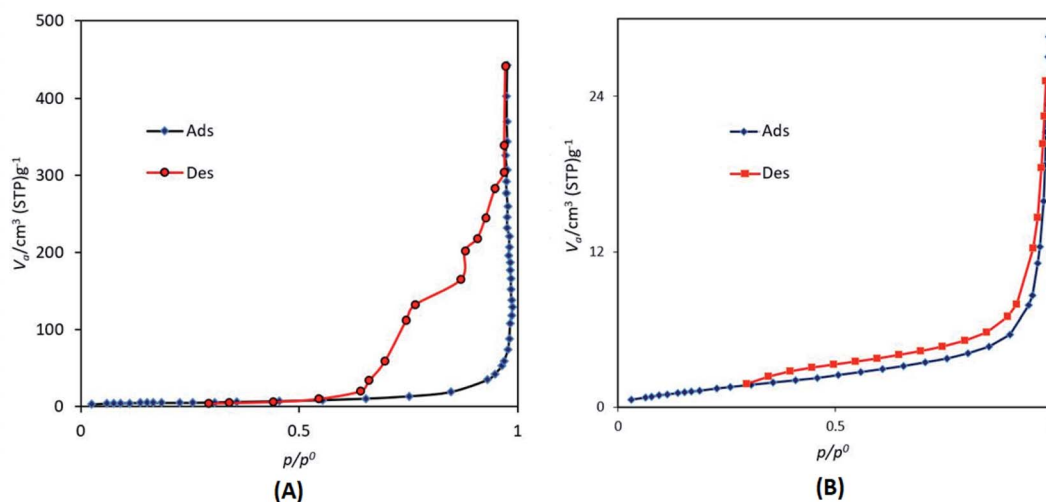 500
400
300
200
100
0
Vₐ/cm³ (STP)g⁻¹
Ads
Des
0
0.5
1
p/p⁰
(A)
24
12
0
Vₐ/cm³ (STP)g⁻¹
Ads
Des
0
0.5
p/p⁰
(B)